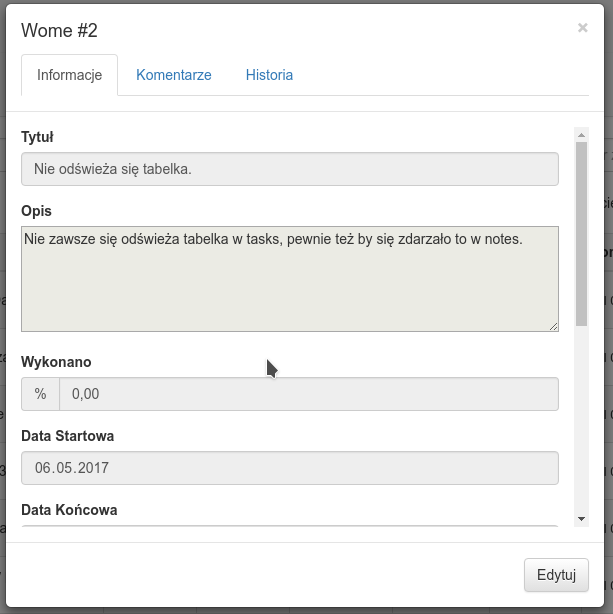 Wome #2
×
Informacje Komentarze Historia
Tytuł
Nie odświeża się tabelka.
Opis
Nie zawsze się odświeża tabelka w tasks, pewnie też by się zdarzało to w notes.
Wykonano
% 0,00
Data Startowa
06.05.2017
Data Końcowa
Edytuj